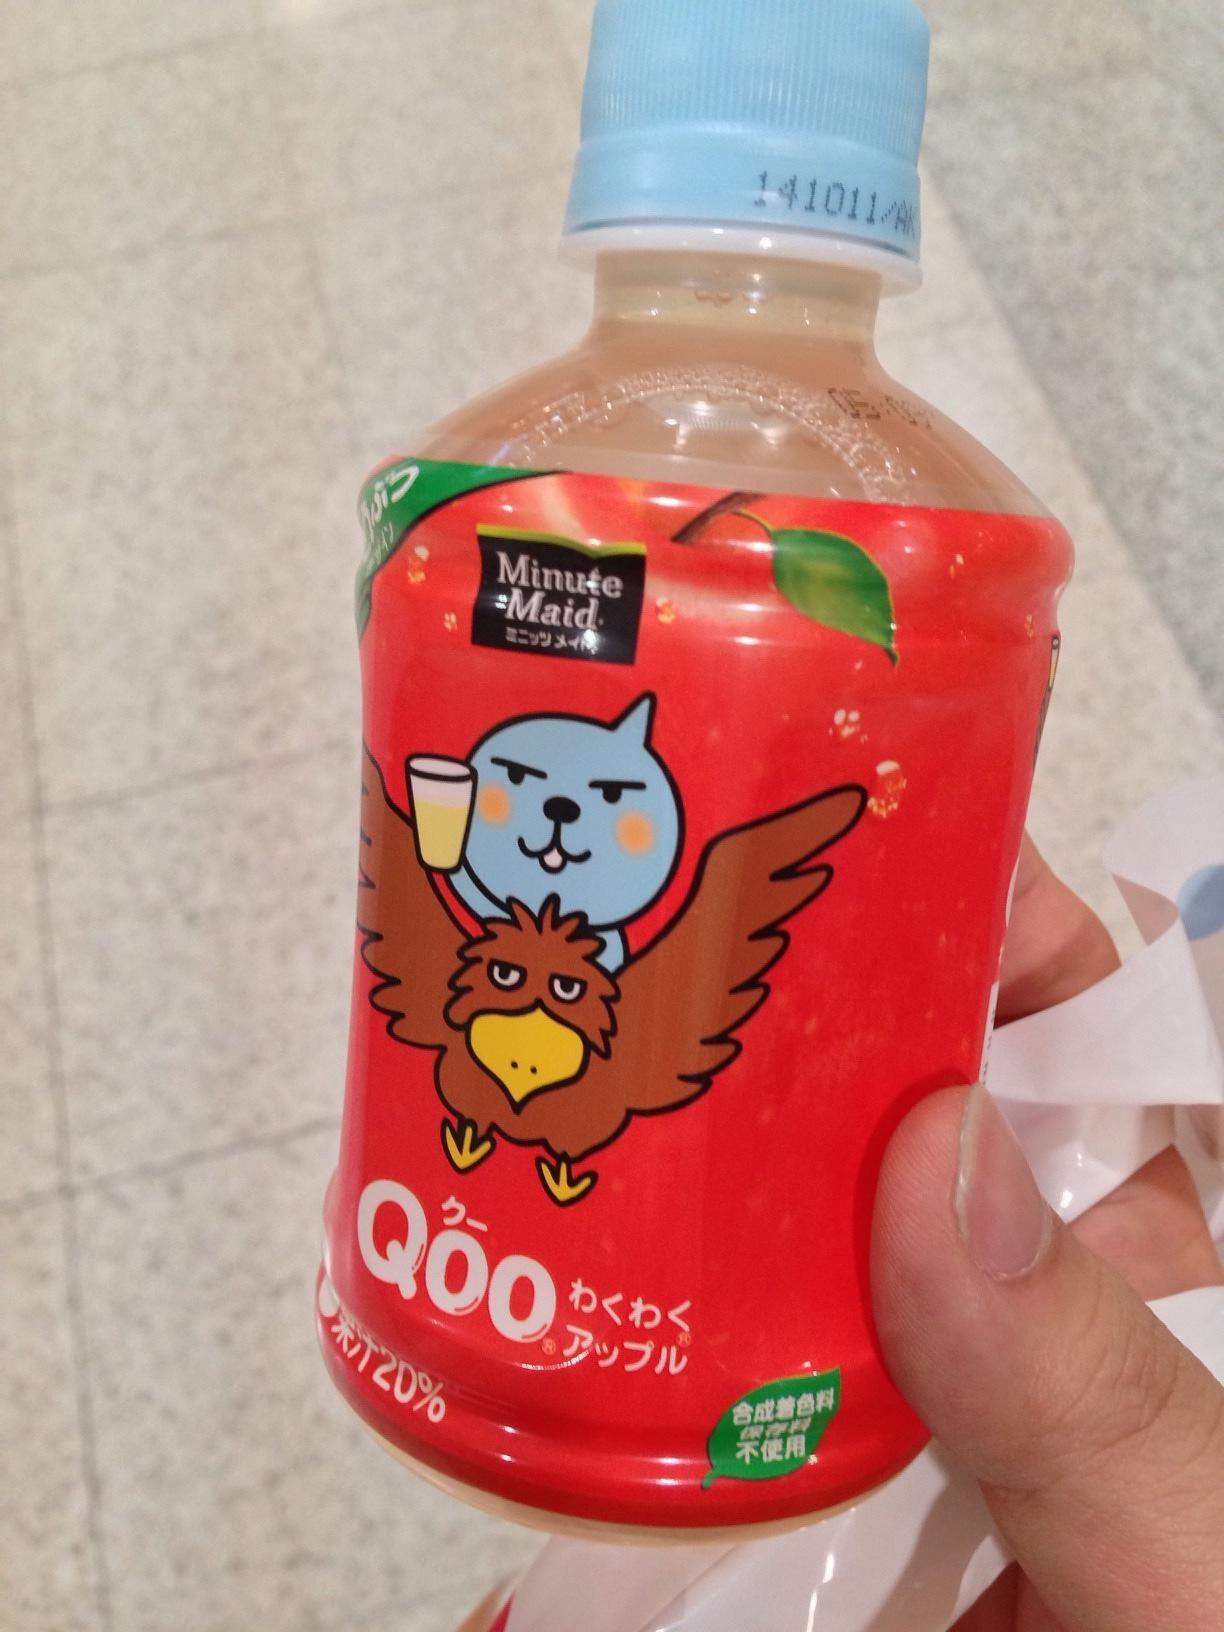 141011/AK
Minute
Maid
ミニッツ メイド
クー
Qoo
わくわく
アップル
果汁20%
合成着色料
保存料
不使用